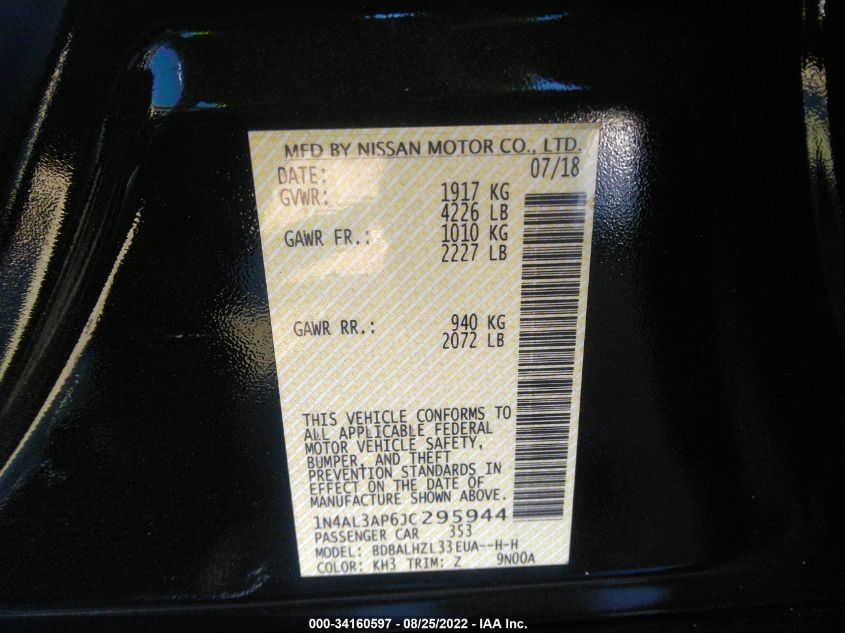 MFD BY NISSAN MOTOR CO., LTD.
DATE: 07/18
GVWR: 1917 KG
4226 LB
GAWR FR.: 1010 KG
2227 LB
GAWR RR.: 940 KG
2072 LB
THIS VEHICLE CONFORMS TO
ALL APPLICABLE FEDERAL
MOTOR VEHICLE SAFETY,
BUMPER, AND THEFT
PREVENTION STANDARDS IN
EFFECT ON THE DATE OF
MANUFACTURE SHOWN ABOVE.
1N4AL3AP6JC295944
PASSENGER CAR 353
MODEL: BDBALHZL33EUA--H-H
COLOR: KH3 TRIM: Z 9N00A
000-34160597 - 08/25/2022 - IAA Inc.